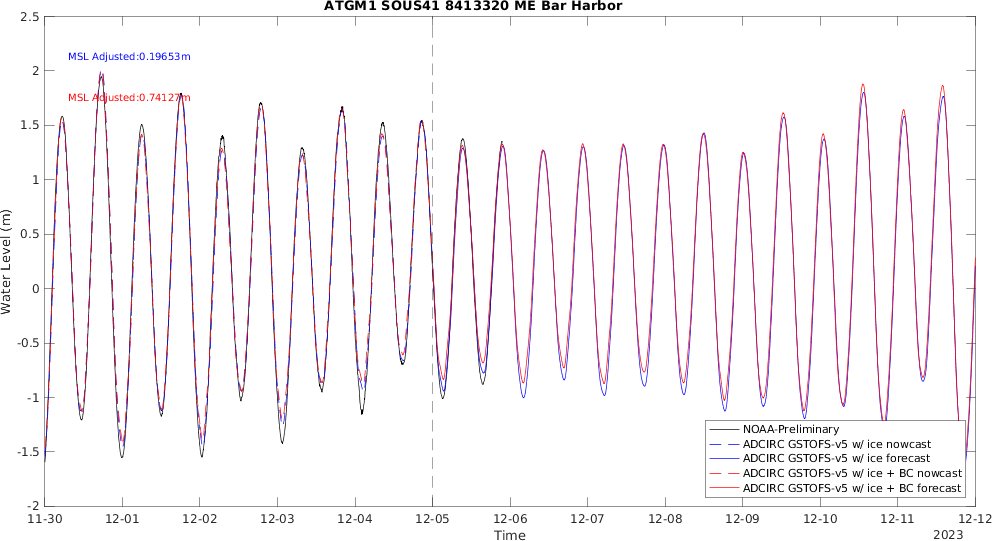 ATGM1 SOUS41 8413320 ME Bar Harbor
2.5
2
1.5
1
0.5
0
-0.5
-1
-1.5
-2
Water Level (m)
MSL Adjusted:0.19653m
MSL Adjusted:0.74127m
NOAA-Preliminary
ADCIRC GSTOFS-v5 w/ ice nowcast
ADCIRC GSTOFS-v5 w/ ice forecast
ADCIRC GSTOFS-v5 w/ ice + BC nowcast
ADCIRC GSTOFS-v5 w/ ice + BC forecast
11-30 12-01 12-02 12-03 12-04 12-05 12-06 12-07 12-08 12-09 12-10 12-11 12-12
Time
2023